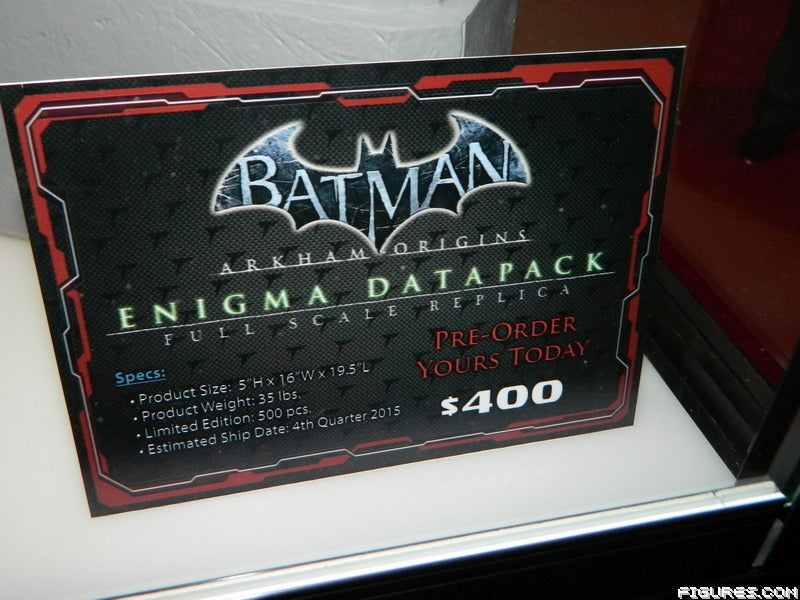 BATMAN
ARKHAM ORIGINS
ENIGMA DATAPACK
FULL SCALE REPLICA
PRE-ORDER
YOURS TODAY
$400
Specs:
• Product Size: 5"H x 16"W x 19.5"L
• Product Weight: 35 lbs.
• Limited Edition: 500 pcs.
• Estimated Ship Date: 4th Quarter 2015
FIGURES.COM